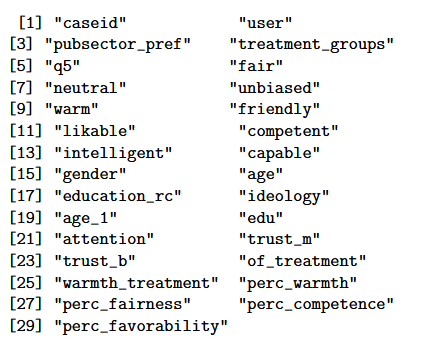 [1] "caseid" "user"
[3] "pubsector_pref" "treatment_groups"
[5] "q5" "fair"
[7] "neutral" "unbiased"
[9] "warm" "friendly"
[11] "likable" "competent"
[13] "intelligent" "capable"
[15] "gender" "age"
[17] "education_rc" "ideology"
[19] "age_1" "edu"
[21] "attention" "trust_m"
[23] "trust_b" "of_treatment"
[25] "warmth_treatment" "perc_warmth"
[27] "perc_fairness" "perc_competence"
[29] "perc_favorability"